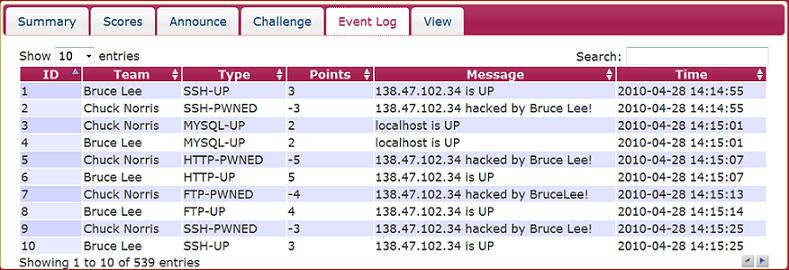 Summary Scores Announce Challenge Event Log View
Show 10 entries Search:
ID Team Type Points Message Time
1 Bruce Lee SSH-UP 3 138.47.102.34 is UP 2010-04-28 14:14:55
2 Chuck Norris SSH-PWNED -3 138.47.102.34 hacked by Bruce Lee! 2010-04-28 14:14:55
3 Chuck Norris MYSQL-UP 2 localhost is UP 2010-04-28 14:15:01
4 Bruce Lee MYSQL-UP 2 localhost is UP 2010-04-28 14:15:01
5 Chuck Norris HTTP-PWNED -5 138.47.102.34 hacked by Bruce Lee! 2010-04-28 14:15:07
6 Bruce Lee HTTP-UP 5 138.47.102.34 is UP 2010-04-28 14:15:07
7 Chuck Norris FTP-PWNED -4 138.47.102.34 hacked by BruceLee! 2010-04-28 14:15:13
8 Bruce Lee FTP-UP 4 138.47.102.34 is UP 2010-04-28 14:15:14
9 Chuck Norris SSH-PWNED -3 138.47.102.34 hacked by Bruce Lee! 2010-04-28 14:15:25
10 Bruce Lee SSH-UP 3 138.47.102.34 is UP 2010-04-28 14:15:25
Showing 1 to 10 of 539 entries